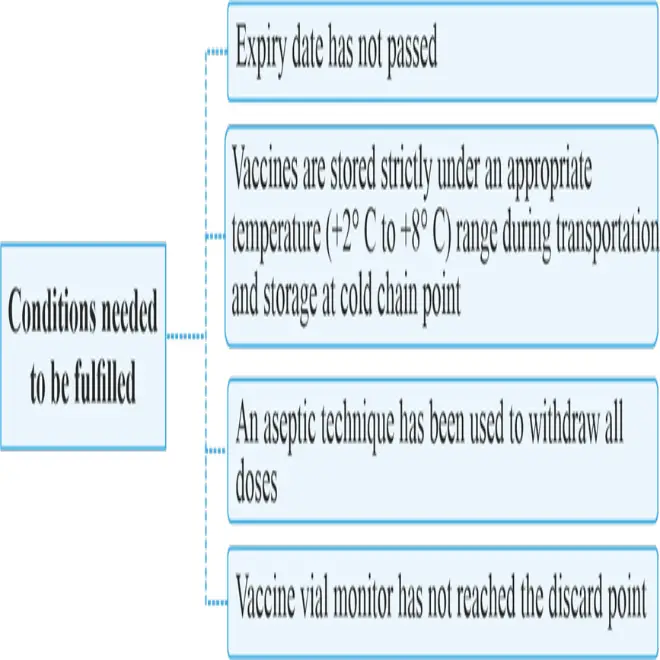 Conditions needed
to be fulfilled
Expiry date has not passed
Vaccines are stored strictly under an appropriate
temperature (+2° C to +8° C) range during transportation
and storage at cold chain point
An aseptic technique has been used to withdraw all
doses
Vaccine vial monitor has not reached the discard point